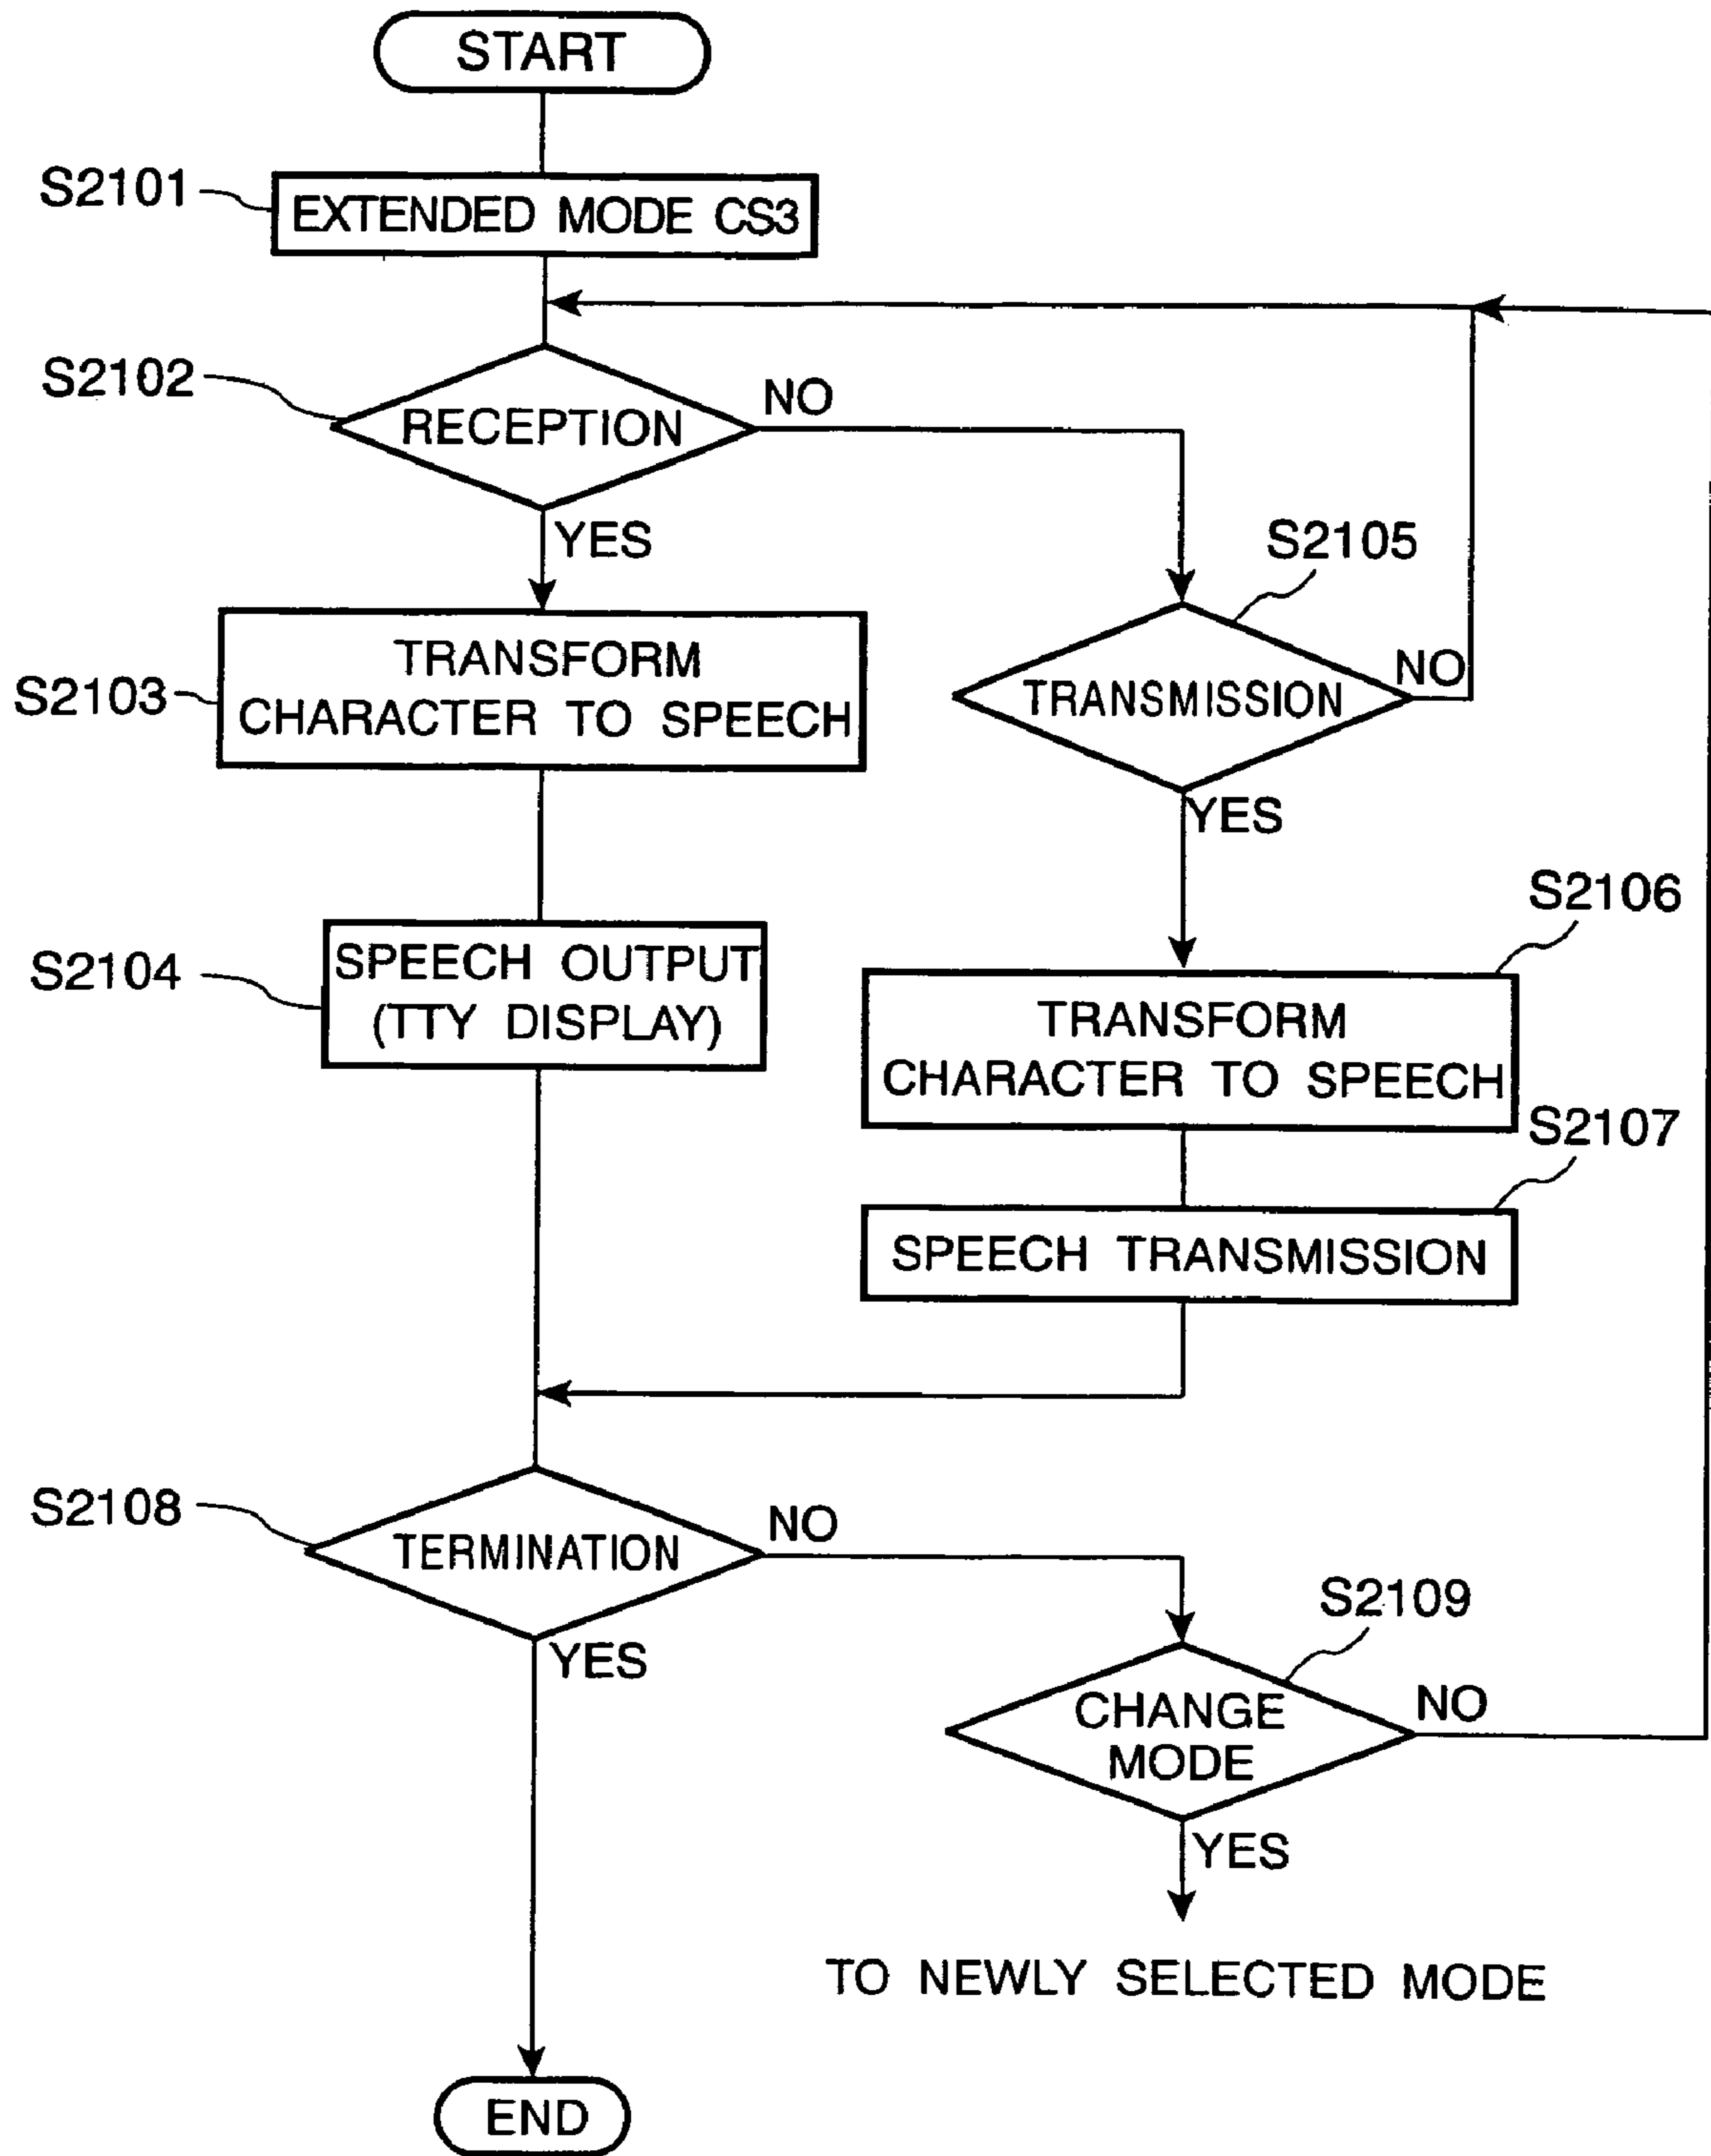 START
S2101
EXTENDED MODE CS3
S2102
RECEPTION
NO
YES
S2105
TRANSMISSION
NO
YES
S2103
TRANSFORM
CHARACTER TO SPEECH
S2104
SPEECH OUTPUT
(TTY DISPLAY)
S2106
TRANSFORM
CHARACTER TO SPEECH
S2107
SPEECH TRANSMISSION
S2108
TERMINATION
NO
YES
S2109
CHANGE
MODE
NO
YES
TO NEWLY SELECTED MODE
END